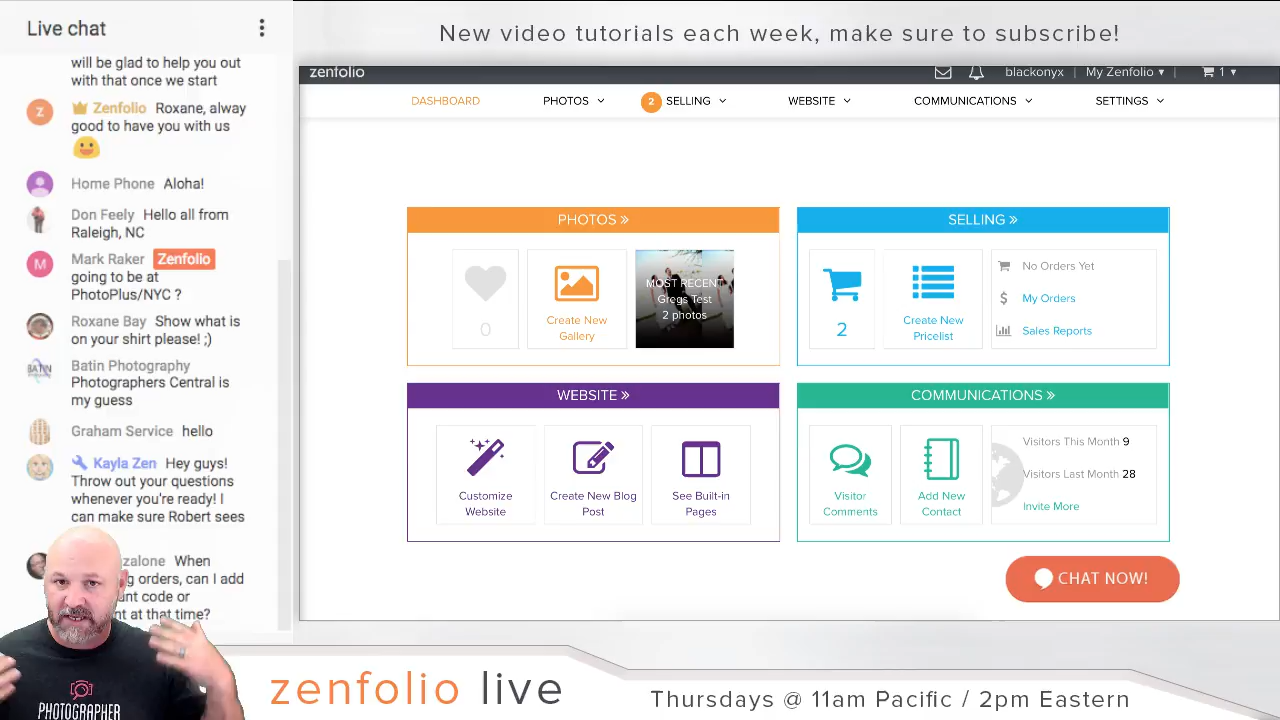 Live chat
will be glad to help you out
with that once we start
Zenfolio Roxane, alway
good to have you with us
Home Phone Aloha!
Don Feely Hello all from
Raleigh, NC
Mark Raker Zenfolio
going to be at
PhotoPlus/NYC ?
Roxane Bay Show what is
on your shirt please! ;)
Batin Photography
Photographers Central is
my guess
Graham Service hello
Kayla Zen Hey guys!
Throw out your questions
whenever you're ready! I
can make sure Robert sees
zalone When
g orders, can I add
nt code or
nt at that time?
Z
M
BATIN
PHOTOGRAPHER
New video tutorials each week, make sure to subscribe!
zenfolio
blackonyx | My Zenfolio | 1
DASHBOARD PHOTOS 2 SELLING WEBSITE COMMUNICATIONS SETTINGS
PHOTOS »
0
Create New
Gallery
MOST RECENT
Gregs Test
2 photos
SELLING »
2
Create New
Pricelist
No Orders Yet
$ My Orders
Sales Reports
WEBSITE »
Customize
Website
Create New Blog
Post
See Built-in
Pages
COMMUNICATIONS »
Visitor
Comments
Add New
Contact
Visitors This Month 9
Visitors Last Month 28
Invite More
CHAT NOW!
zenfolio live
Thursdays @ 11am Pacific / 2pm Eastern